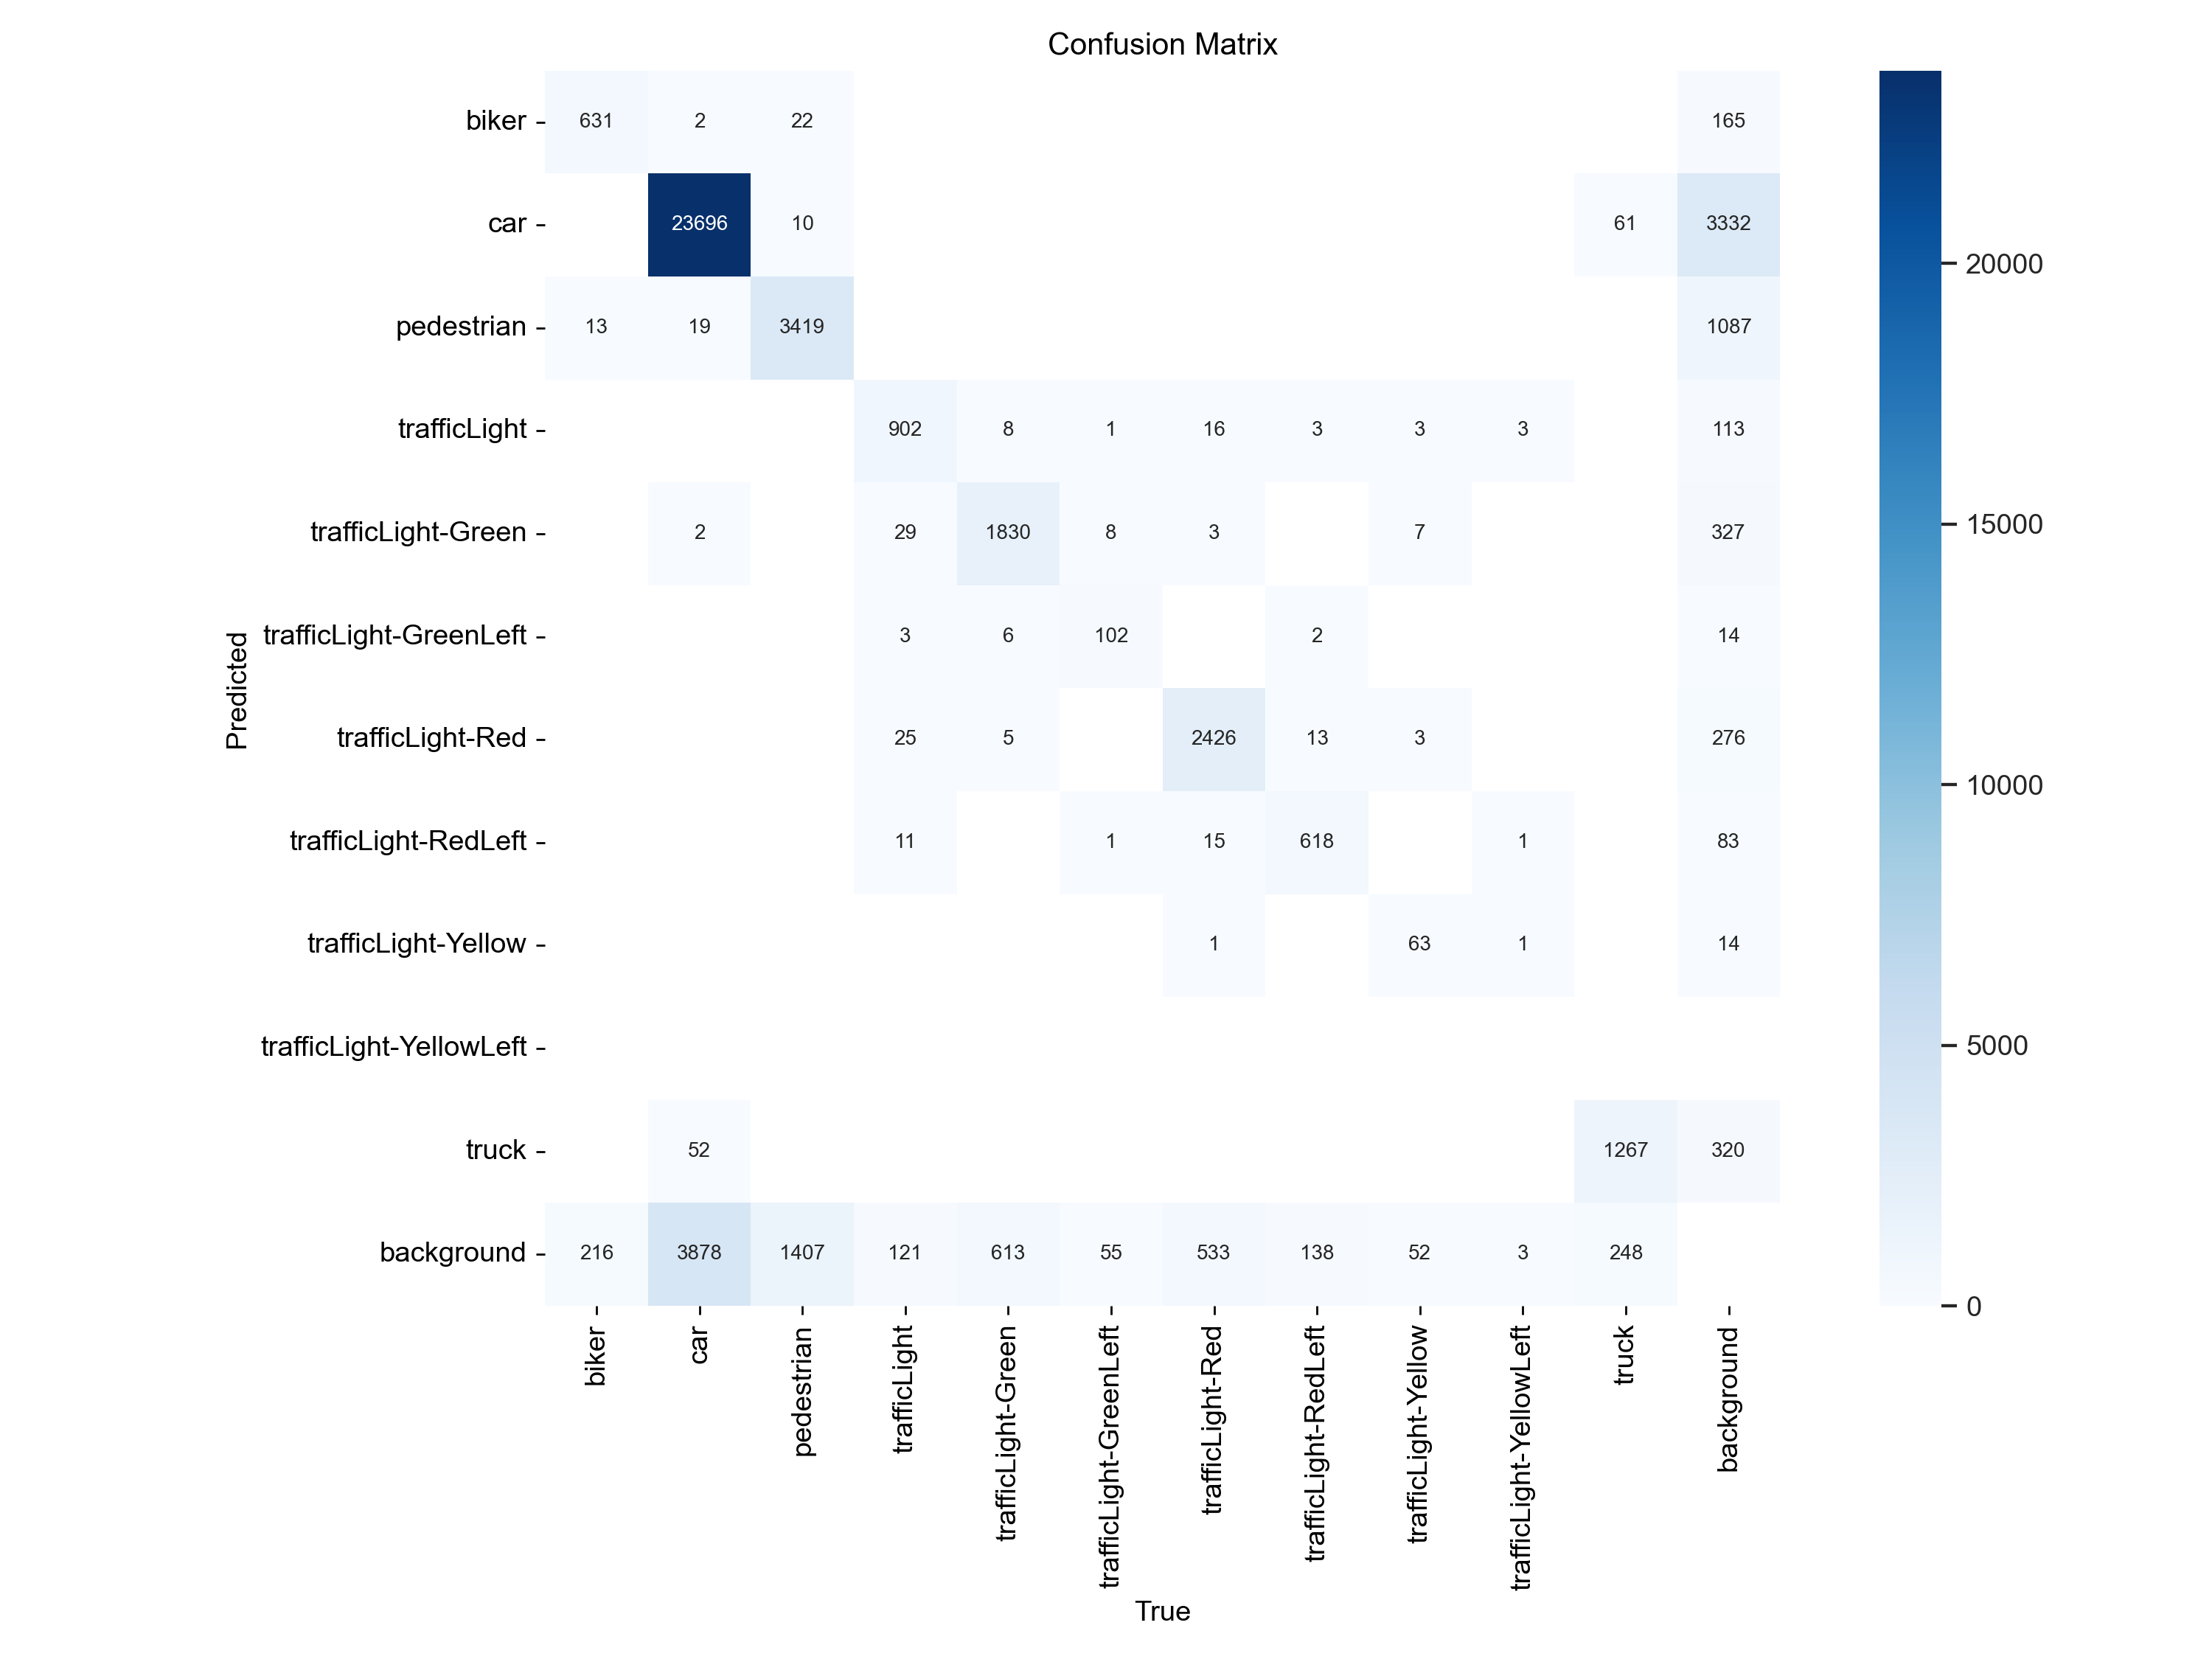 Confusion Matrix
biker 631 2 22 165
car 23696 10 61 3332
pedestrian 13 19 3419 1087
trafficLight 902 8 1 16 3 3 3 113
trafficLight-Green 2 29 1830 8 3 7 327
trafficLight-GreenLeft 3 6 102 2 14
trafficLight-Red 25 5 2426 13 3 276
trafficLight-RedLeft 11 1 15 618 1 83
trafficLight-Yellow 1 63 1 14
trafficLight-YellowLeft
truck 52 1267 320
background 216 3878 1407 121 613 55 533 138 52 3 248
Predicted
biker
car
pedestrian
trafficLight
trafficLight-Green
trafficLight-GreenLeft
trafficLight-Red
trafficLight-RedLeft
trafficLight-Yellow
trafficLight-YellowLeft
truck
background
True
20000
15000
10000
5000
0